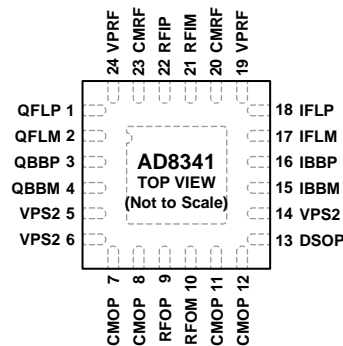 24 VPRF
23 CMRF
22 RFIP
21 RFIM
20 CMRF
19 VPRF
QFLP 1
QFLM 2
QBBP 3
QBBM 4
VPS2 5
VPS2 6
AD8341
TOP VIEW
(Not to Scale)
18 IFLP
17 IFLM
16 IBBP
15 IBBM
14 VPS2
13 DSOP
CMOP 7
CMOP 8
RFOP 9
RFOM 10
CMOP 11
CMOP 12